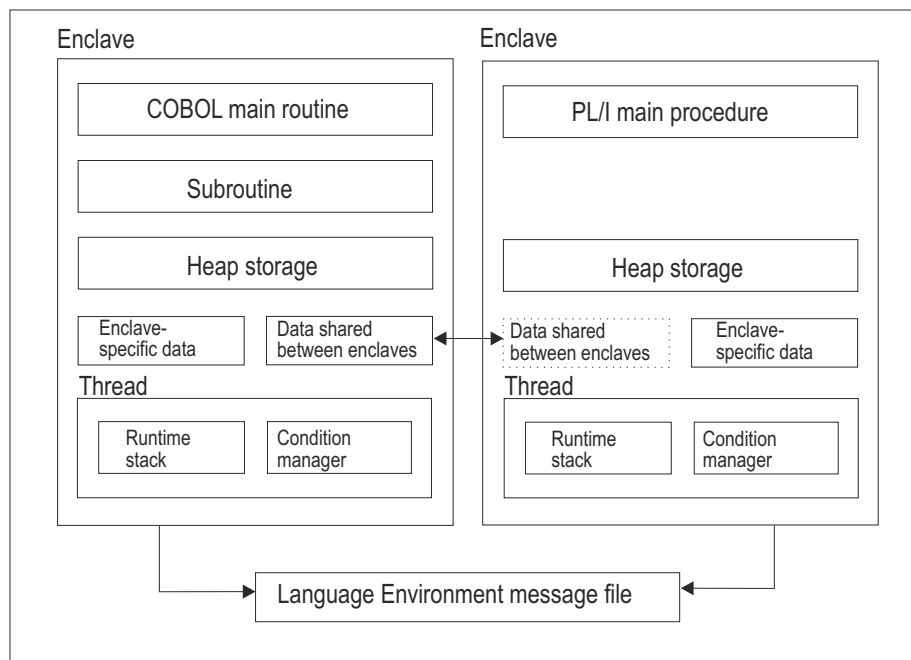 Enclave
COBOL main routine
Subroutine
Heap storage
Enclave-
specific data
Data shared
between enclaves
Thread
Runtime
stack
Condition
manager
Enclave
PL/I main procedure
Heap storage
Data shared
between enclaves
Enclave-
specific data
Thread
Runtime
stack
Condition
manager
Language Environment message file